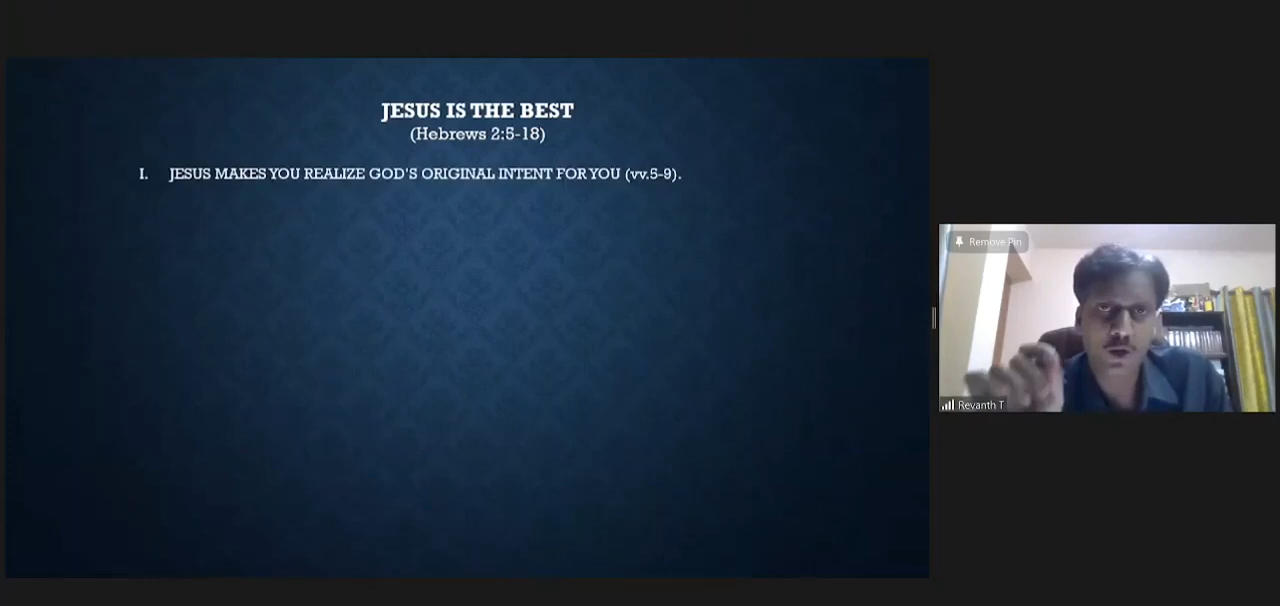 JESUS IS THE BEST
(Hebrews 2:5-18)
I. JESUS MAKES YOU REALIZE GOD'S ORIGINAL INTENT FOR YOU (vv.5-9).
Remove Pin
Revanth T